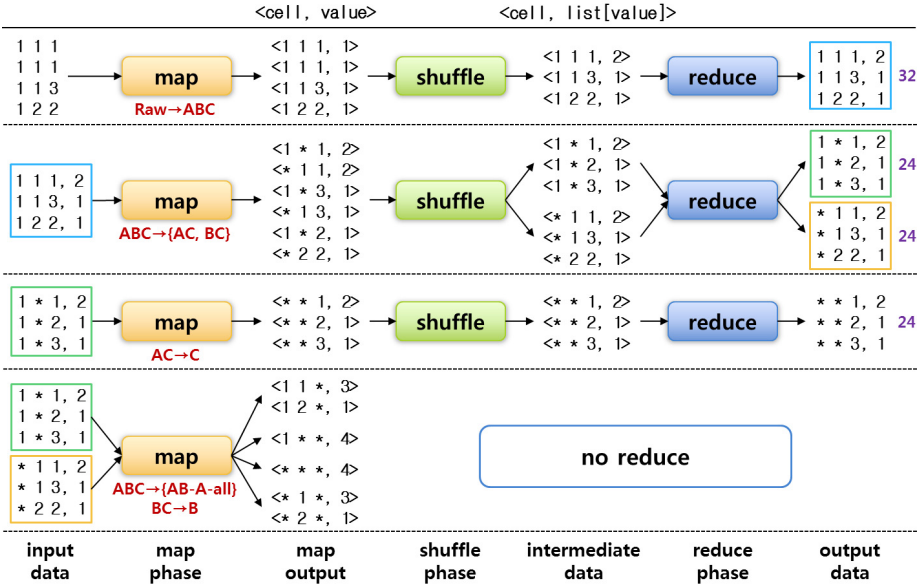 <cell, value>
<cell, list[value]>
1 1 1
1 1 1
1 1 3
1 2 2
map
Raw→ABC
<1 1 1, 1>
<1 1 1, 1>
<1 1 3, 1>
<1 2 2, 1>
shuffle
<1 1 1, 2>
<1 1 3, 1>
<1 2 2, 1>
reduce
1 1 1, 2
1 1 3, 1
1 2 2, 1
32
1 1 1, 2
1 1 3, 1
1 2 2, 1
map
ABC→{AC, BC}
<1 * 1, 2>
<* 1 1, 2>
<1 * 3, 1>
<* 1 3, 1>
<1 * 2, 1>
<* 2 2, 1>
shuffle
<1 * 1, 2>
<1 * 2, 1>
<1 * 3, 1>
<* 1 1, 2>
<* 1 3, 1>
<* 2 2, 1>
reduce
1 * 1, 2
1 * 2, 1
1 * 3, 1
24
* 1 1, 2
* 1 3, 1
* 2 2, 1
24
1 * 1, 2
1 * 2, 1
1 * 3, 1
map
AC→C
<* * 1, 2>
<* * 2, 1>
<* * 3, 1>
shuffle
<* * 1, 2>
<* * 2, 1>
<* * 3, 1>
reduce
* * 1, 2
* * 2, 1
* * 3, 1
24
1 * 1, 2
1 * 2, 1
1 * 3, 1
* 1 1, 2
* 1 3, 1
* 2 2, 1
map
ABC→{AB-A-all}
BC→B
<1 1 *, 3>
<1 2 *, 1>
<1 * *, 4>
<* * *, 4>
<* 1 *, 3>
<* 2 *, 1>
no reduce
input
data
map
phase
map
output
shuffle
phase
intermediate
data
reduce
phase
output
data